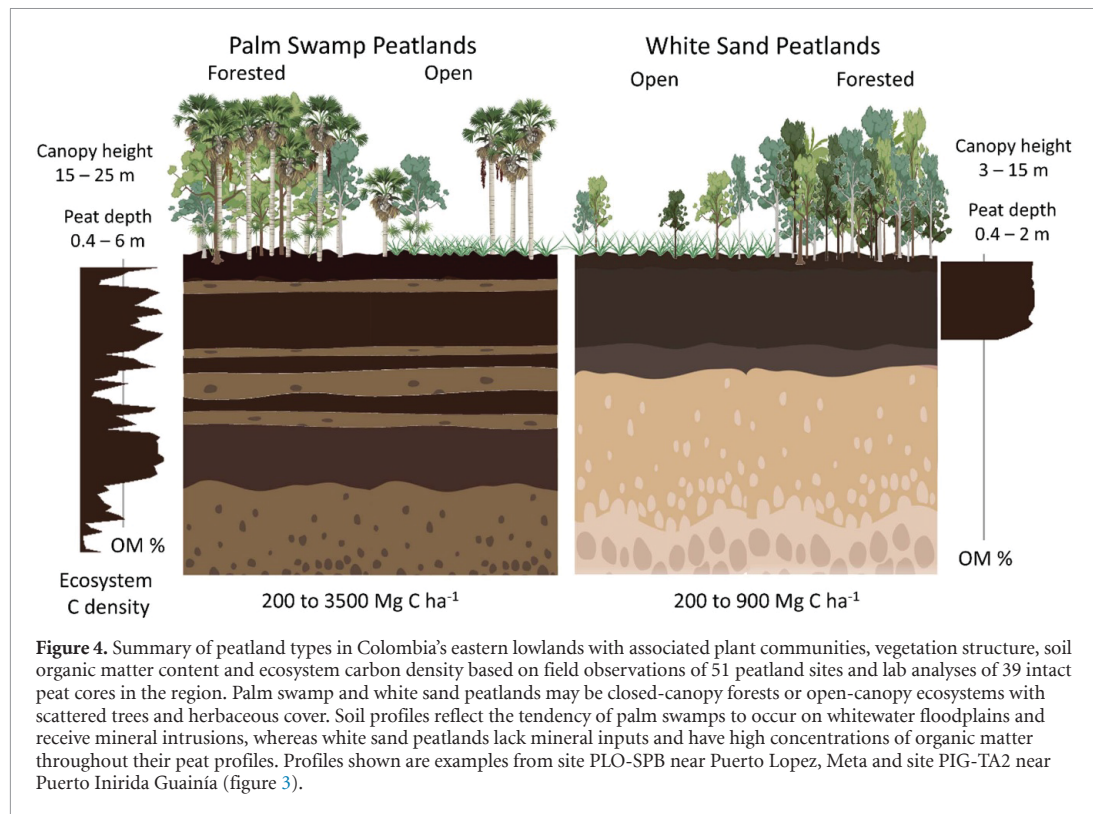 Palm Swamp Peatlands
White Sand Peatlands
Forested
Open
Open
Forested
Canopy height
15 – 25 m
Peat depth
0.4 – 6 m
Canopy height
3 – 15 m
Peat depth
0.4 – 2 m
OM %
OM %
Ecosystem
C density
200 to 3500 Mg C ha⁻¹
200 to 900 Mg C ha⁻¹
Figure 4. Summary of peatland types in Colombia’s eastern lowlands with associated plant communities, vegetation structure, soil
organic matter content and ecosystem carbon density based on field observations of 51 peatland sites and lab analyses of 39 intact
peat cores in the region. Palm swamp and white sand peatlands may be closed-canopy forests or open-canopy ecosystems with
scattered trees and herbaceous cover. Soil profiles reflect the tendency of palm swamps to occur on whitewater floodplains and
receive mineral intrusions, whereas white sand peatlands lack mineral inputs and have high concentrations of organic matter
throughout their peat profiles. Profiles shown are examples from site PLO-SPB near Puerto Lopez, Meta and site PIG-TA2 near
Puerto Inirida Guainía (figure 3).